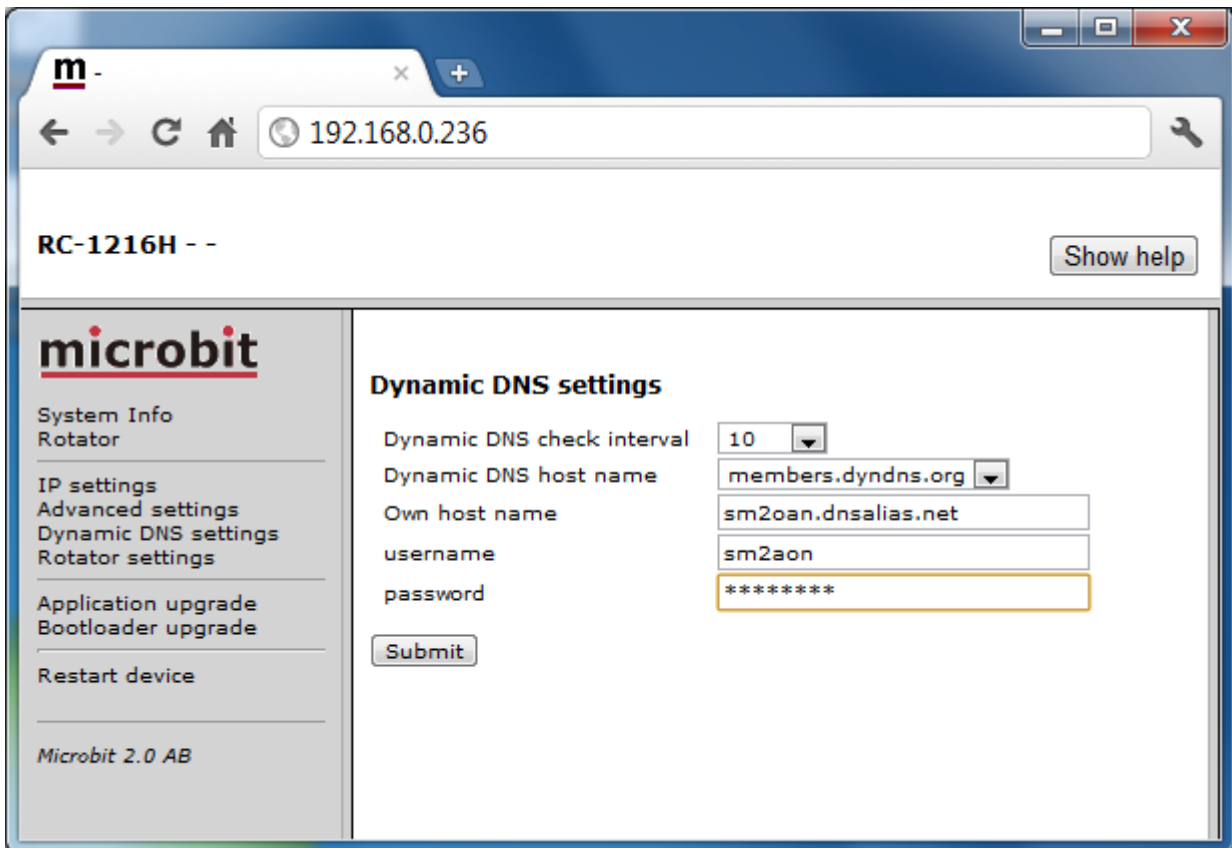 m -
192.168.0.236
RC-1216H - -
Show help
microbit
System Info
Rotator
IP settings
Advanced settings
Dynamic DNS settings
Rotator settings
Application upgrade
Bootloader upgrade
Restart device
Microbit 2.0 AB
Dynamic DNS settings
Dynamic DNS check interval 10
Dynamic DNS host name members.dyndns.org
Own host name sm2oan.dnsalias.net
username sm2aon
password ********
Submit